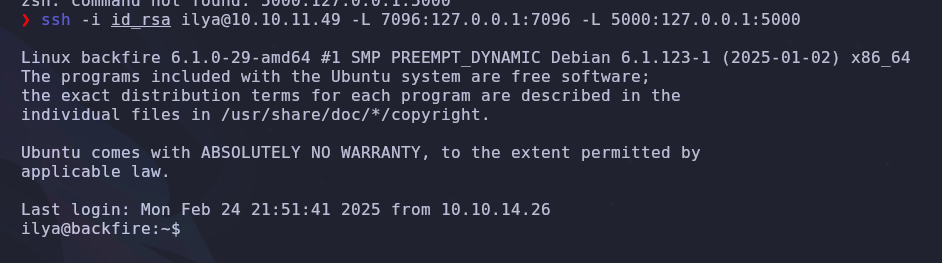 zsh: command not found: 5000:127.0.0.1:5000
❯ ssh -i id_rsa ilya@10.10.11.49 -L 7096:127.0.0.1:7096 -L 5000:127.0.0.1:5000
Linux backfire 6.1.0-29-amd64 #1 SMP PREEMPT_DYNAMIC Debian 6.1.123-1 (2025-01-02) x86_64
The programs included with the Ubuntu system are free software;
the exact distribution terms for each program are described in the
individual files in /usr/share/doc/*/copyright.
Ubuntu comes with ABSOLUTELY NO WARRANTY, to the extent permitted by
applicable law.
Last login: Mon Feb 24 21:51:41 2025 from 10.10.14.26
ilya@backfire:~$